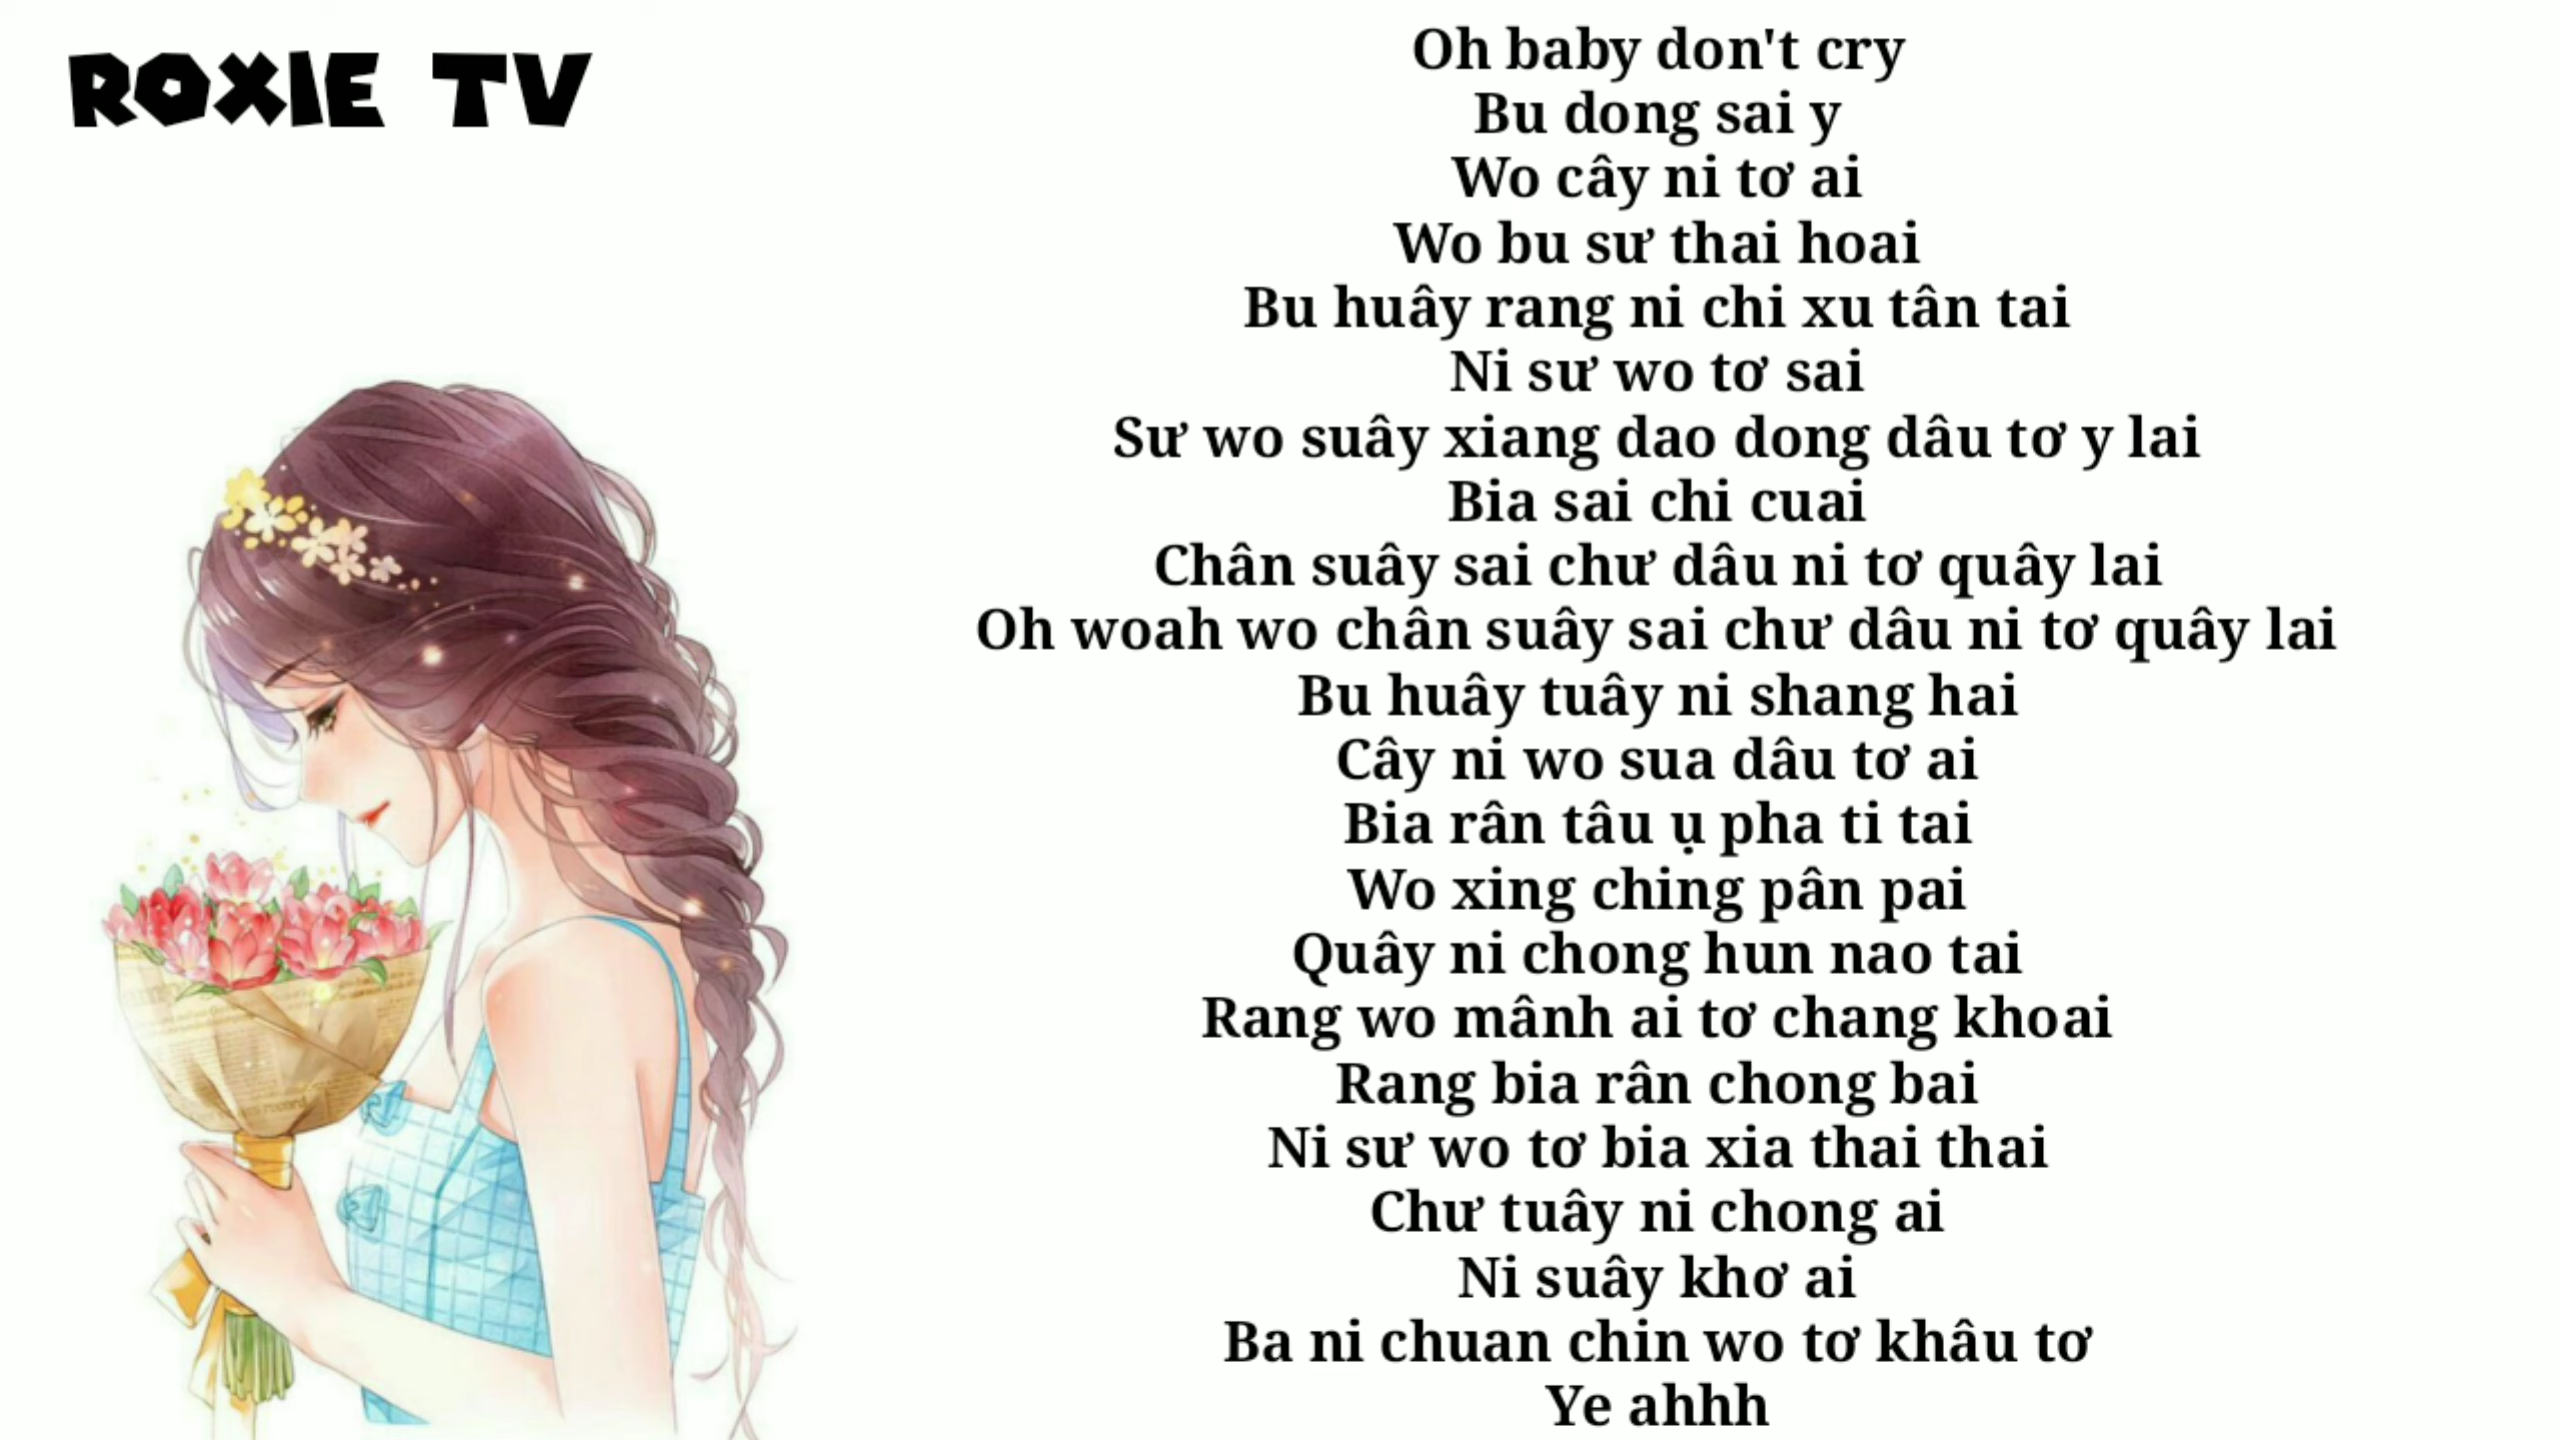 ROXIE TV
Oh baby don't cry
Bu dong sai y
Wo cây ni tơ ai
Wo bu sư thai hoai
Bu huây rang ni chi xu tân tai
Ni sư wo tơ sai
Sư wo suây xiang dao dong dâu tơ y lai
Bia sai chi cuai
Chân suây sai chư dâu ni tơ quây lai
Oh woah wo chân suây sai chư dâu ni tơ quây lai
Bu huây tuây ni shang hai
Cây ni wo sua dâu tơ ai
Bia rân tâu ụ pha ti tai
Wo xing ching pân pai
Quây ni chong hun nao tai
Rang wo mânh ai tơ chang khoai
Rang bia rân chong bai
Ni sư wo tơ bia xia thai thai
Chư tuây ni chong ai
Ni suây khơ ai
Ba ni chuan chin wo tơ khâu tơ
Ye ahhh